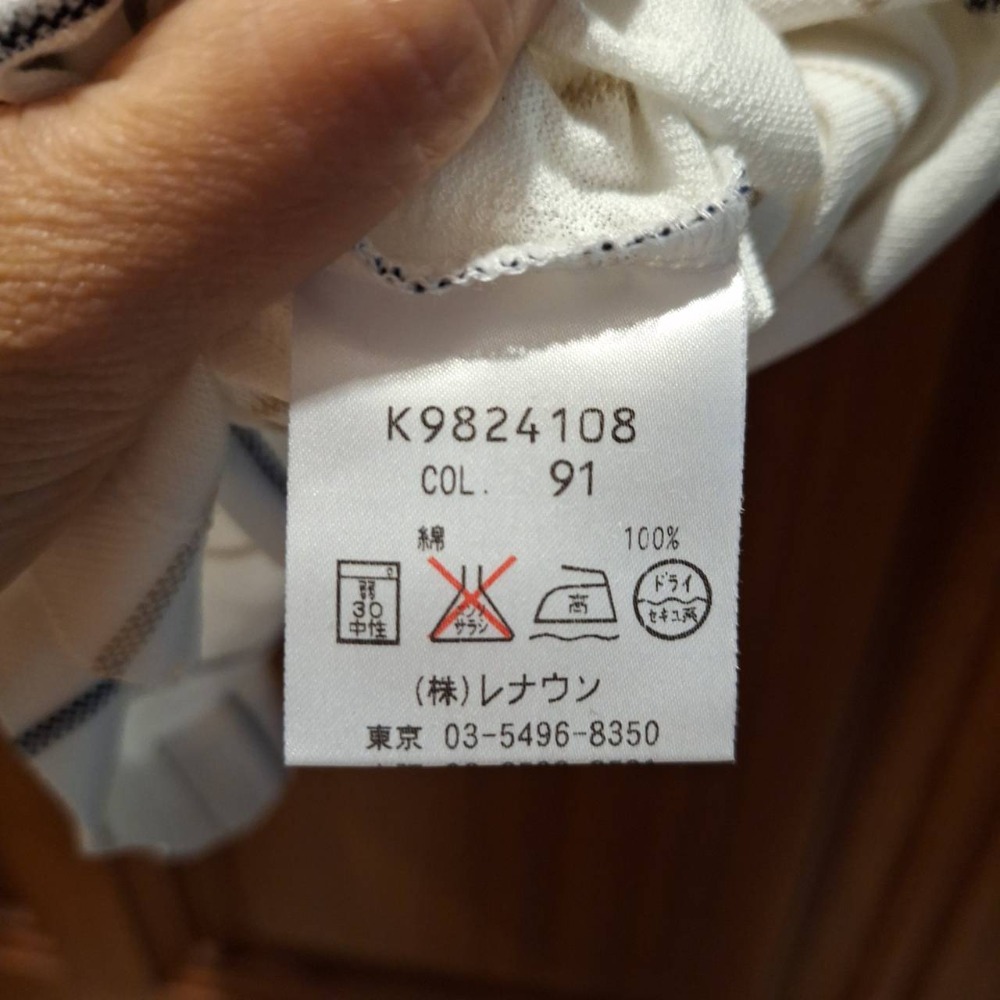 K9824108
COL. 91
綿 100%
弱
30
中性
エンソ
サラシ
高
ドライ
セキユ系
(株)レナウン
東京 03-5496-8350